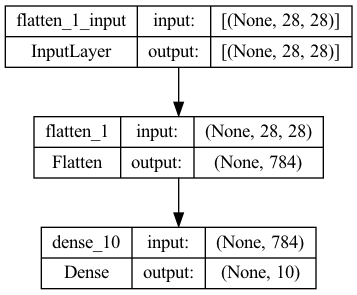 flatten_1_input input: [(None, 28, 28)]
InputLayer output: [(None, 28, 28)]
flatten_1 input: (None, 28, 28)
Flatten output: (None, 784)
dense_10 input: (None, 784)
Dense output: (None, 10)